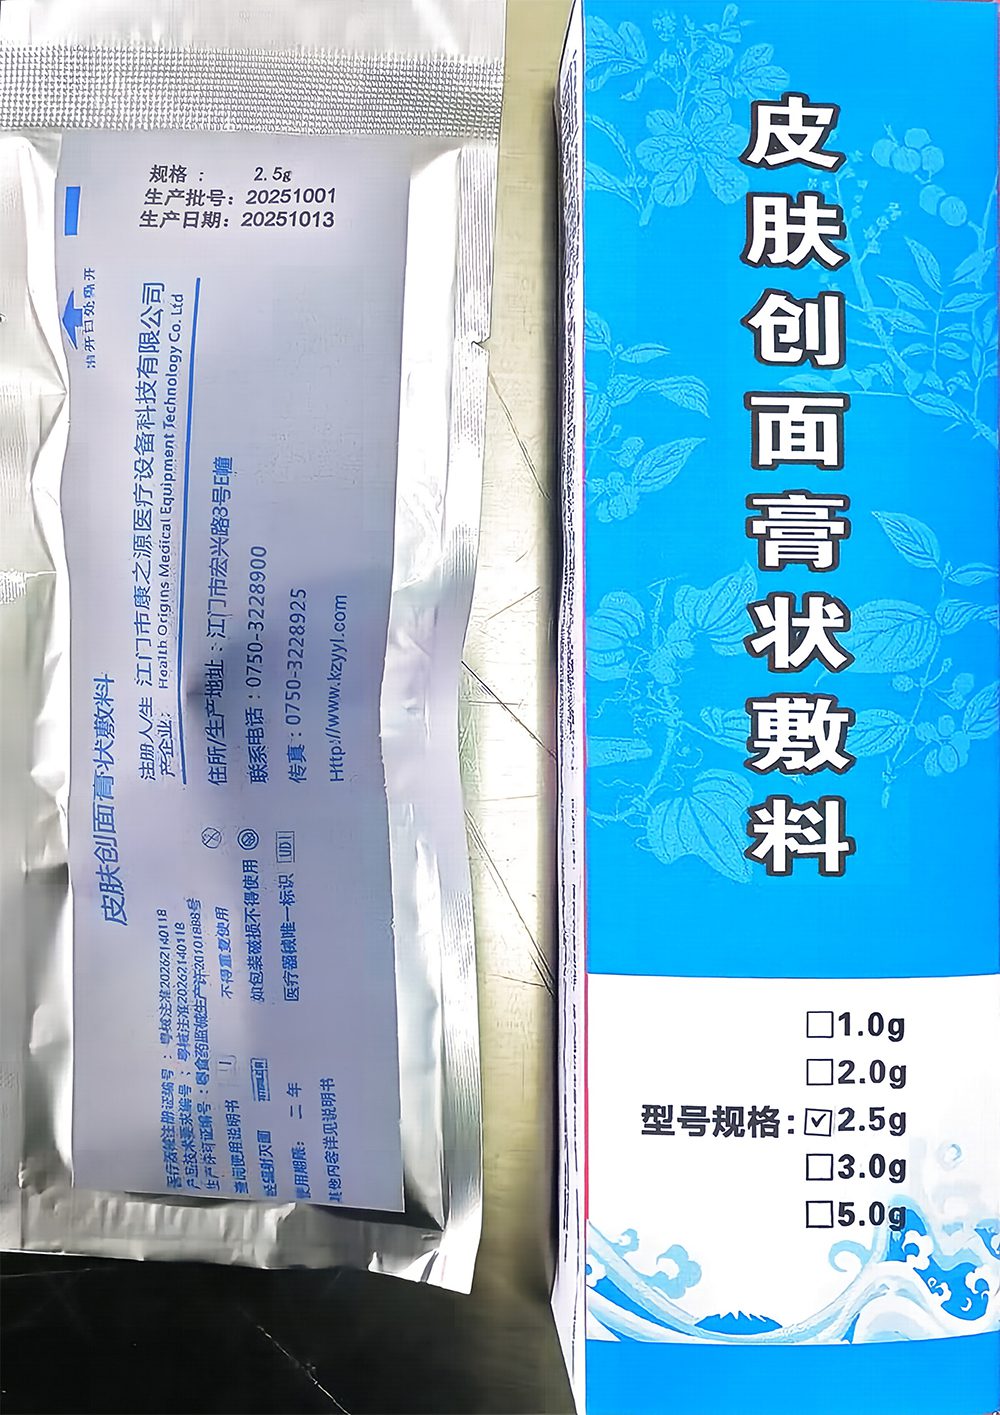 规格： 2.5g
生产批号：20251001
生产日期：20251013
皮肤创面膏状敷料
注册人/生产企业：
江门市康之源医疗设备科技有限公司
Health Origins Medical Equipment Technology Co. Ltd
住所/生产地址：江门市宏兴路3号B幢
联系电话：0750-3228900
传真：0750-3228925
Http://www.kzyyl.com
医疗器械注册证编号：粤械注准20262140118
产品技术要求编号：粤械注准20262140118
生产许可证编号：粤食药监械生产许20101888号
查阅使用说明书
不得重复使用
经辐射灭菌
如包装破损不得使用
使用期限：二年
医疗器械唯一标识 UDI
其他内容详见说明书
皮肤创面膏状敷料
型号规格：
□1.0g
□2.0g
☑2.5g
□3.0g
□5.0g